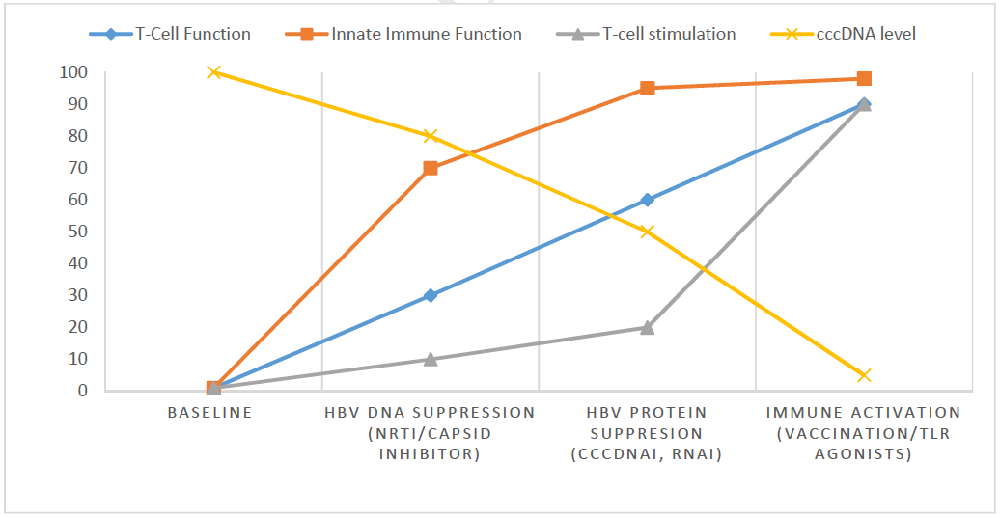 T-Cell Function Innate Immune Function T-cell stimulation cccDNA level
100
90
80
70
60
50
40
30
20
10
0
BASELINE HBV DNA SUPPRESSION (NRTI/CAPSID INHIBITOR)
HBV PROTEIN SUPPRESION (CCCDNAI, RNAI)
IMMUNE ACTIVATION (VACCINATION/TLR AGONISTS)